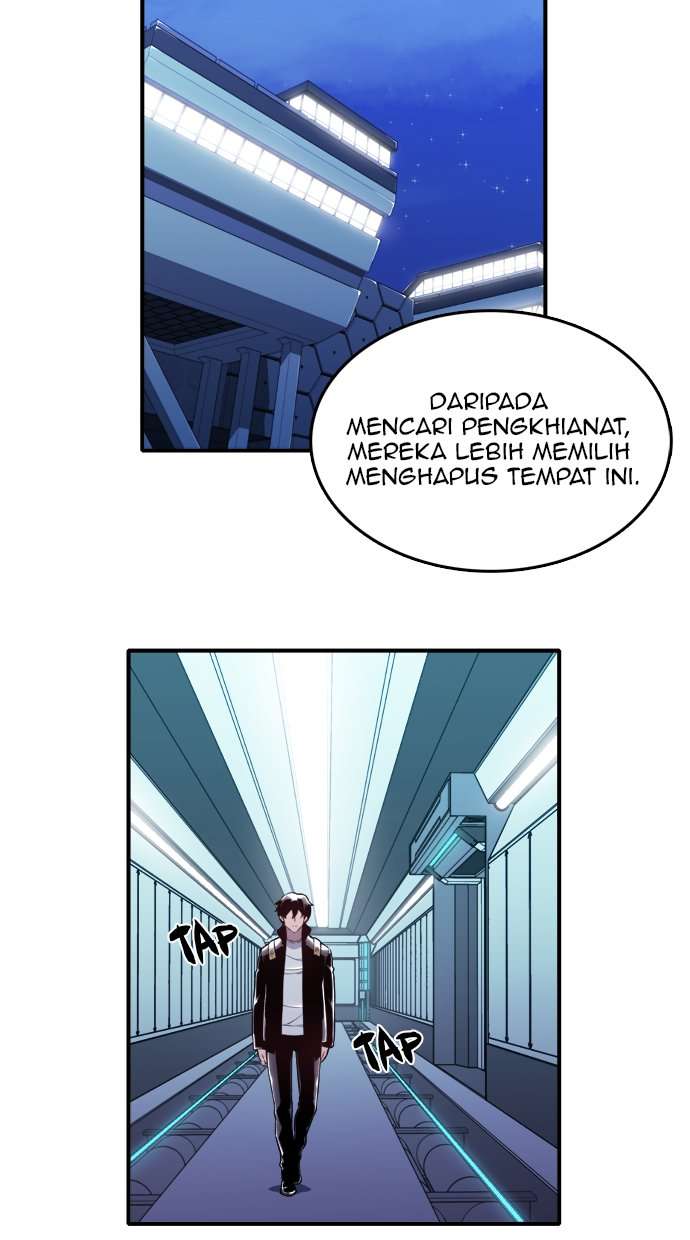 DARIPADA
MENCARI PENGKHIANAT,
MEREKA LEBIH MEMILIH
MENGHAPUS TEMPAT INI.
TAP
TAP